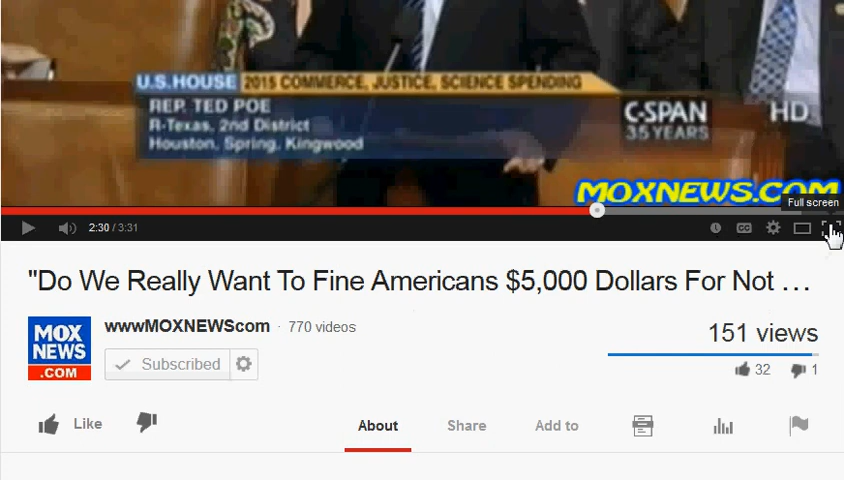 U.S.HOUSE 2015 COMMERCE, JUSTICE, SCIENCE SPENDING
REP. TED POE
R-Texas, 2nd District
Houston, Spring, Kingwood
C-SPAN
35 YEARS
HD
MOXNEWS.COM
Full screen
2:30 / 3:31
CC
"Do We Really Want To Fine Americans $5,000 Dollars For Not ...
MOX
NEWS
.COM
wwwMOXNEWScom · 770 videos
Subscribed
151 views
32 1
Like
About Share Add to